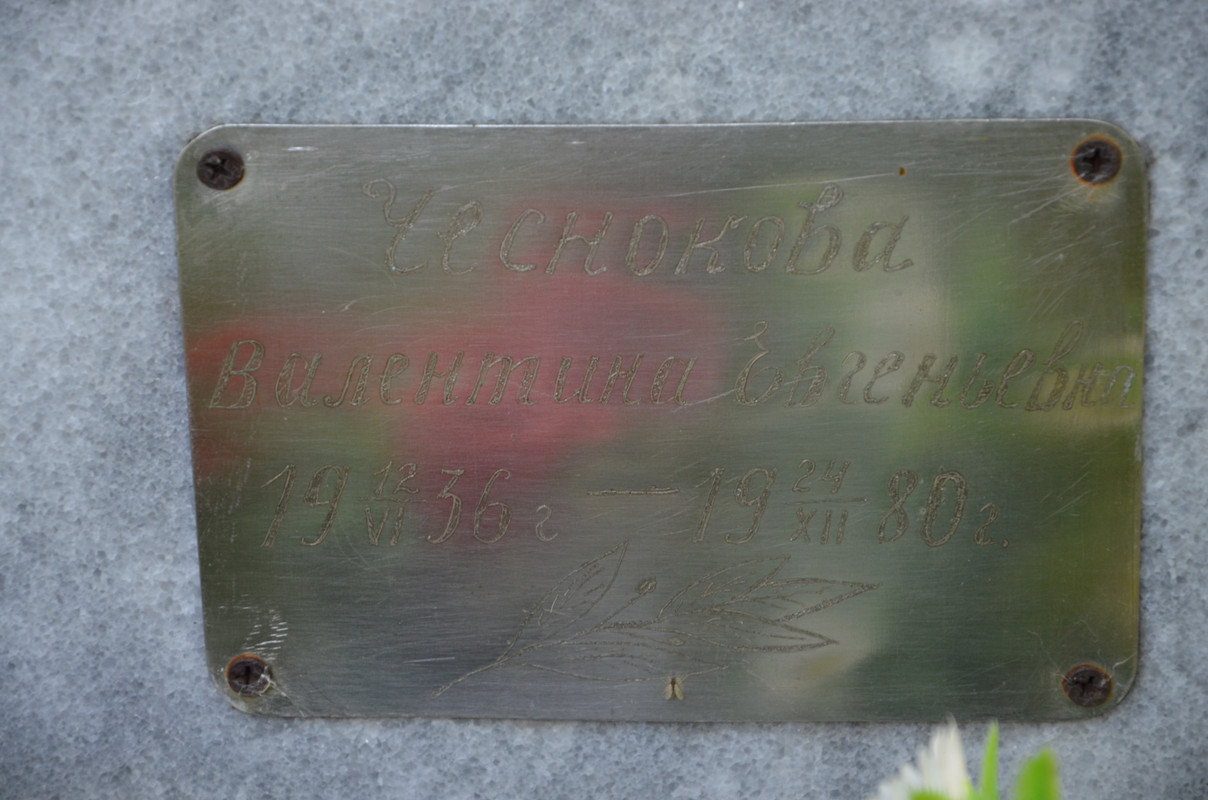 Чеснокова
Валентина Евгеньевна
19 12/VI 36 г — 19 24/XII 80 г.